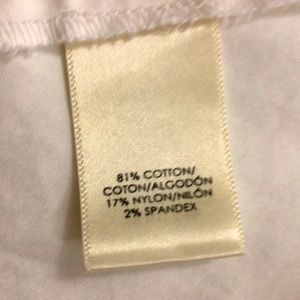 81% COTTON/
COTON/ALGODÓN
17% NYLON/NILÓN
2% SPANDEX